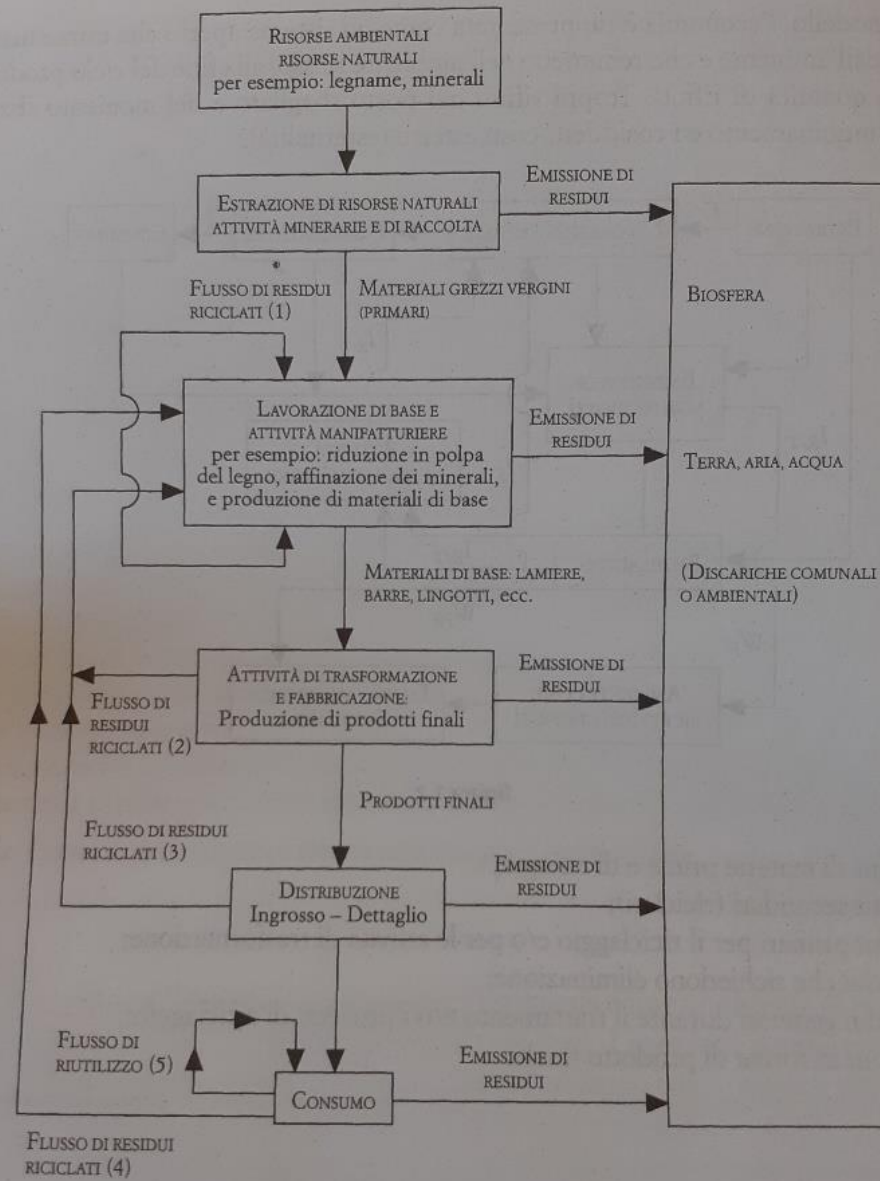 RISORSE AMBIENTALI
RISORSE NATURALI
per esempio: legname, minerali
EMISSIONE DI
RESIDUI
ESTRAZIONE DI RISORSE NATURALI
ATTIVITÀ MINERARIE E DI RACCOLTA
FLUSSO DI RESIDUI
RICICLATI (1)
MATERIALI GREZZI VERGINI
(PRIMARI)
BIOSFERA
LAVORAZIONE DI BASE E
ATTIVITÀ MANIFATTURIERE
per esempio: riduzione in polpa
del legno, raffinazione dei minerali,
e produzione di materiali di base
EMISSIONE DI
RESIDUI
TERRA, ARIA, ACQUA
MATERIALI DI BASE: LAMIERE,
BARRE, LINGOTTI, ecc.
(DISCARICHE COMUNALI
O AMBIENTALI)
ATTIVITÀ DI TRASFORMAZIONE
E FABBRICAZIONE:
Produzione di prodotti finali
EMISSIONE DI
RESIDUI
FLUSSO DI
RESIDUI
RICICLATI (2)
PRODOTTI FINALI
FLUSSO DI RESIDUI
RICICLATI (3)
DISTRIBUZIONE
Ingrosso – Dettaglio
EMISSIONE DI
RESIDUI
FLUSSO DI
RIUTILIZZO (5)
CONSUMO
EMISSIONE DI
RESIDUI
FLUSSO DI RESIDUI
RICICLATI (4)